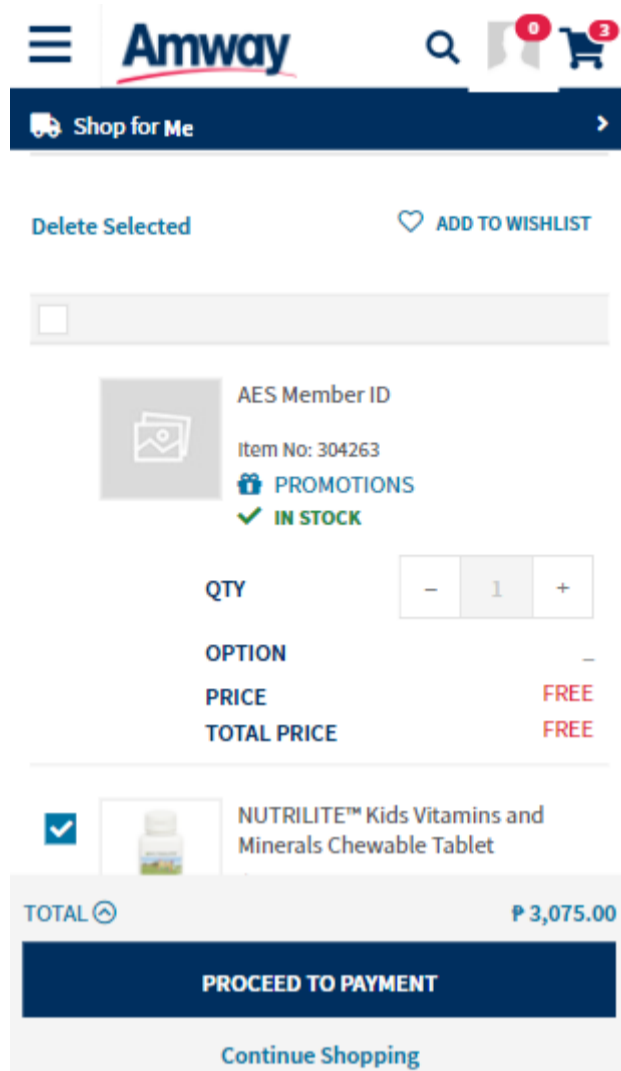 Amway
0
3
Shop for Me
Delete Selected
ADD TO WISHLIST
AES Member ID
Item No: 304263
PROMOTIONS
IN STOCK
QTY
– 1 +
OPTION –
PRICE FREE
TOTAL PRICE FREE
NUTRILITE™ Kids Vitamins and
Minerals Chewable Tablet
TOTAL ₱ 3,075.00
PROCEED TO PAYMENT
Continue Shopping